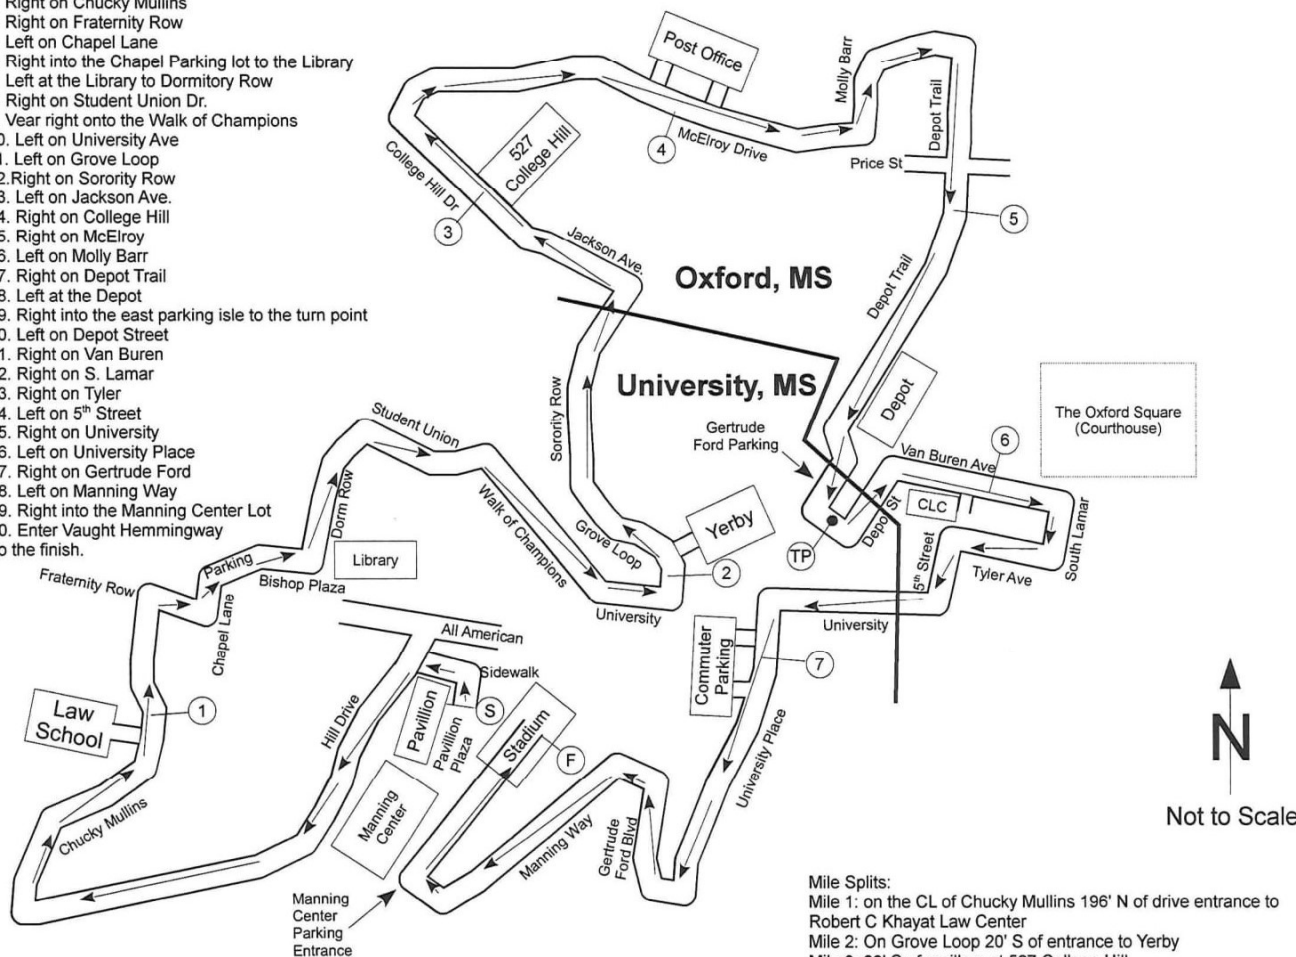 Right on Chucky Mullins
Right on Fraternity Row
Left on Chapel Lane
Right into the Chapel Parking lot to the Library
Left at the Library to Dormitory Row
Right on Student Union Dr.
Vear right onto the Walk of Champions
0. Left on University Ave
1. Left on Grove Loop
2.Right on Sorority Row
3. Left on Jackson Ave.
4. Right on College Hill
5. Right on McElroy
6. Left on Molly Barr
7. Right on Depot Trail
8. Left at the Depot
9. Right into the east parking isle to the turn point
0. Left on Depot Street
1. Right on Van Buren
2. Right on S. Lamar
3. Right on Tyler
4. Left on 5th Street
5. Right on University
6. Left on University Place
7. Right on Gertrude Ford
8. Left on Manning Way
9. Right into the Manning Center Lot
0. Enter Vaught Hemmingway
o the finish.
Post Office
Molly Barr
Depot Trail
4
McElroy Drive
Price St
527
College Hill
College Hill Dr
3
5
Jackson Ave.
Oxford, MS
Depot Trail
University, MS
Depot
The Oxford Square
(Courthouse)
Gertrude
Ford Parking
Sorority Row
Student Union
6
Van Buren Ave
CLC
Dorm Row
Walk of Champions
Grove Loop
Yerby
TP
Depot St
5th Street
South Lamar
Tyler Ave
Library
Parking
Bishop Plaza
Fraternity Row
Chapel Lane
2
University
University
All American
Sidewalk
Commuter
Parking
7
Law
School
1
Hill Drive
Pavillion
Pavillion
Plaza
S
Stadium
F
University Place
N
Not to Scale
Chucky Mullins
Manning
Center
Manning Way
Gertrude
Ford Blvd
Manning
Center
Parking
Entrance
Mile Splits:
Mile 1: on the CL of Chucky Mullins 196' N of drive entrance to
Robert C Khayat Law Center
Mile 2: On Grove Loop 20' S of entrance to Yerby